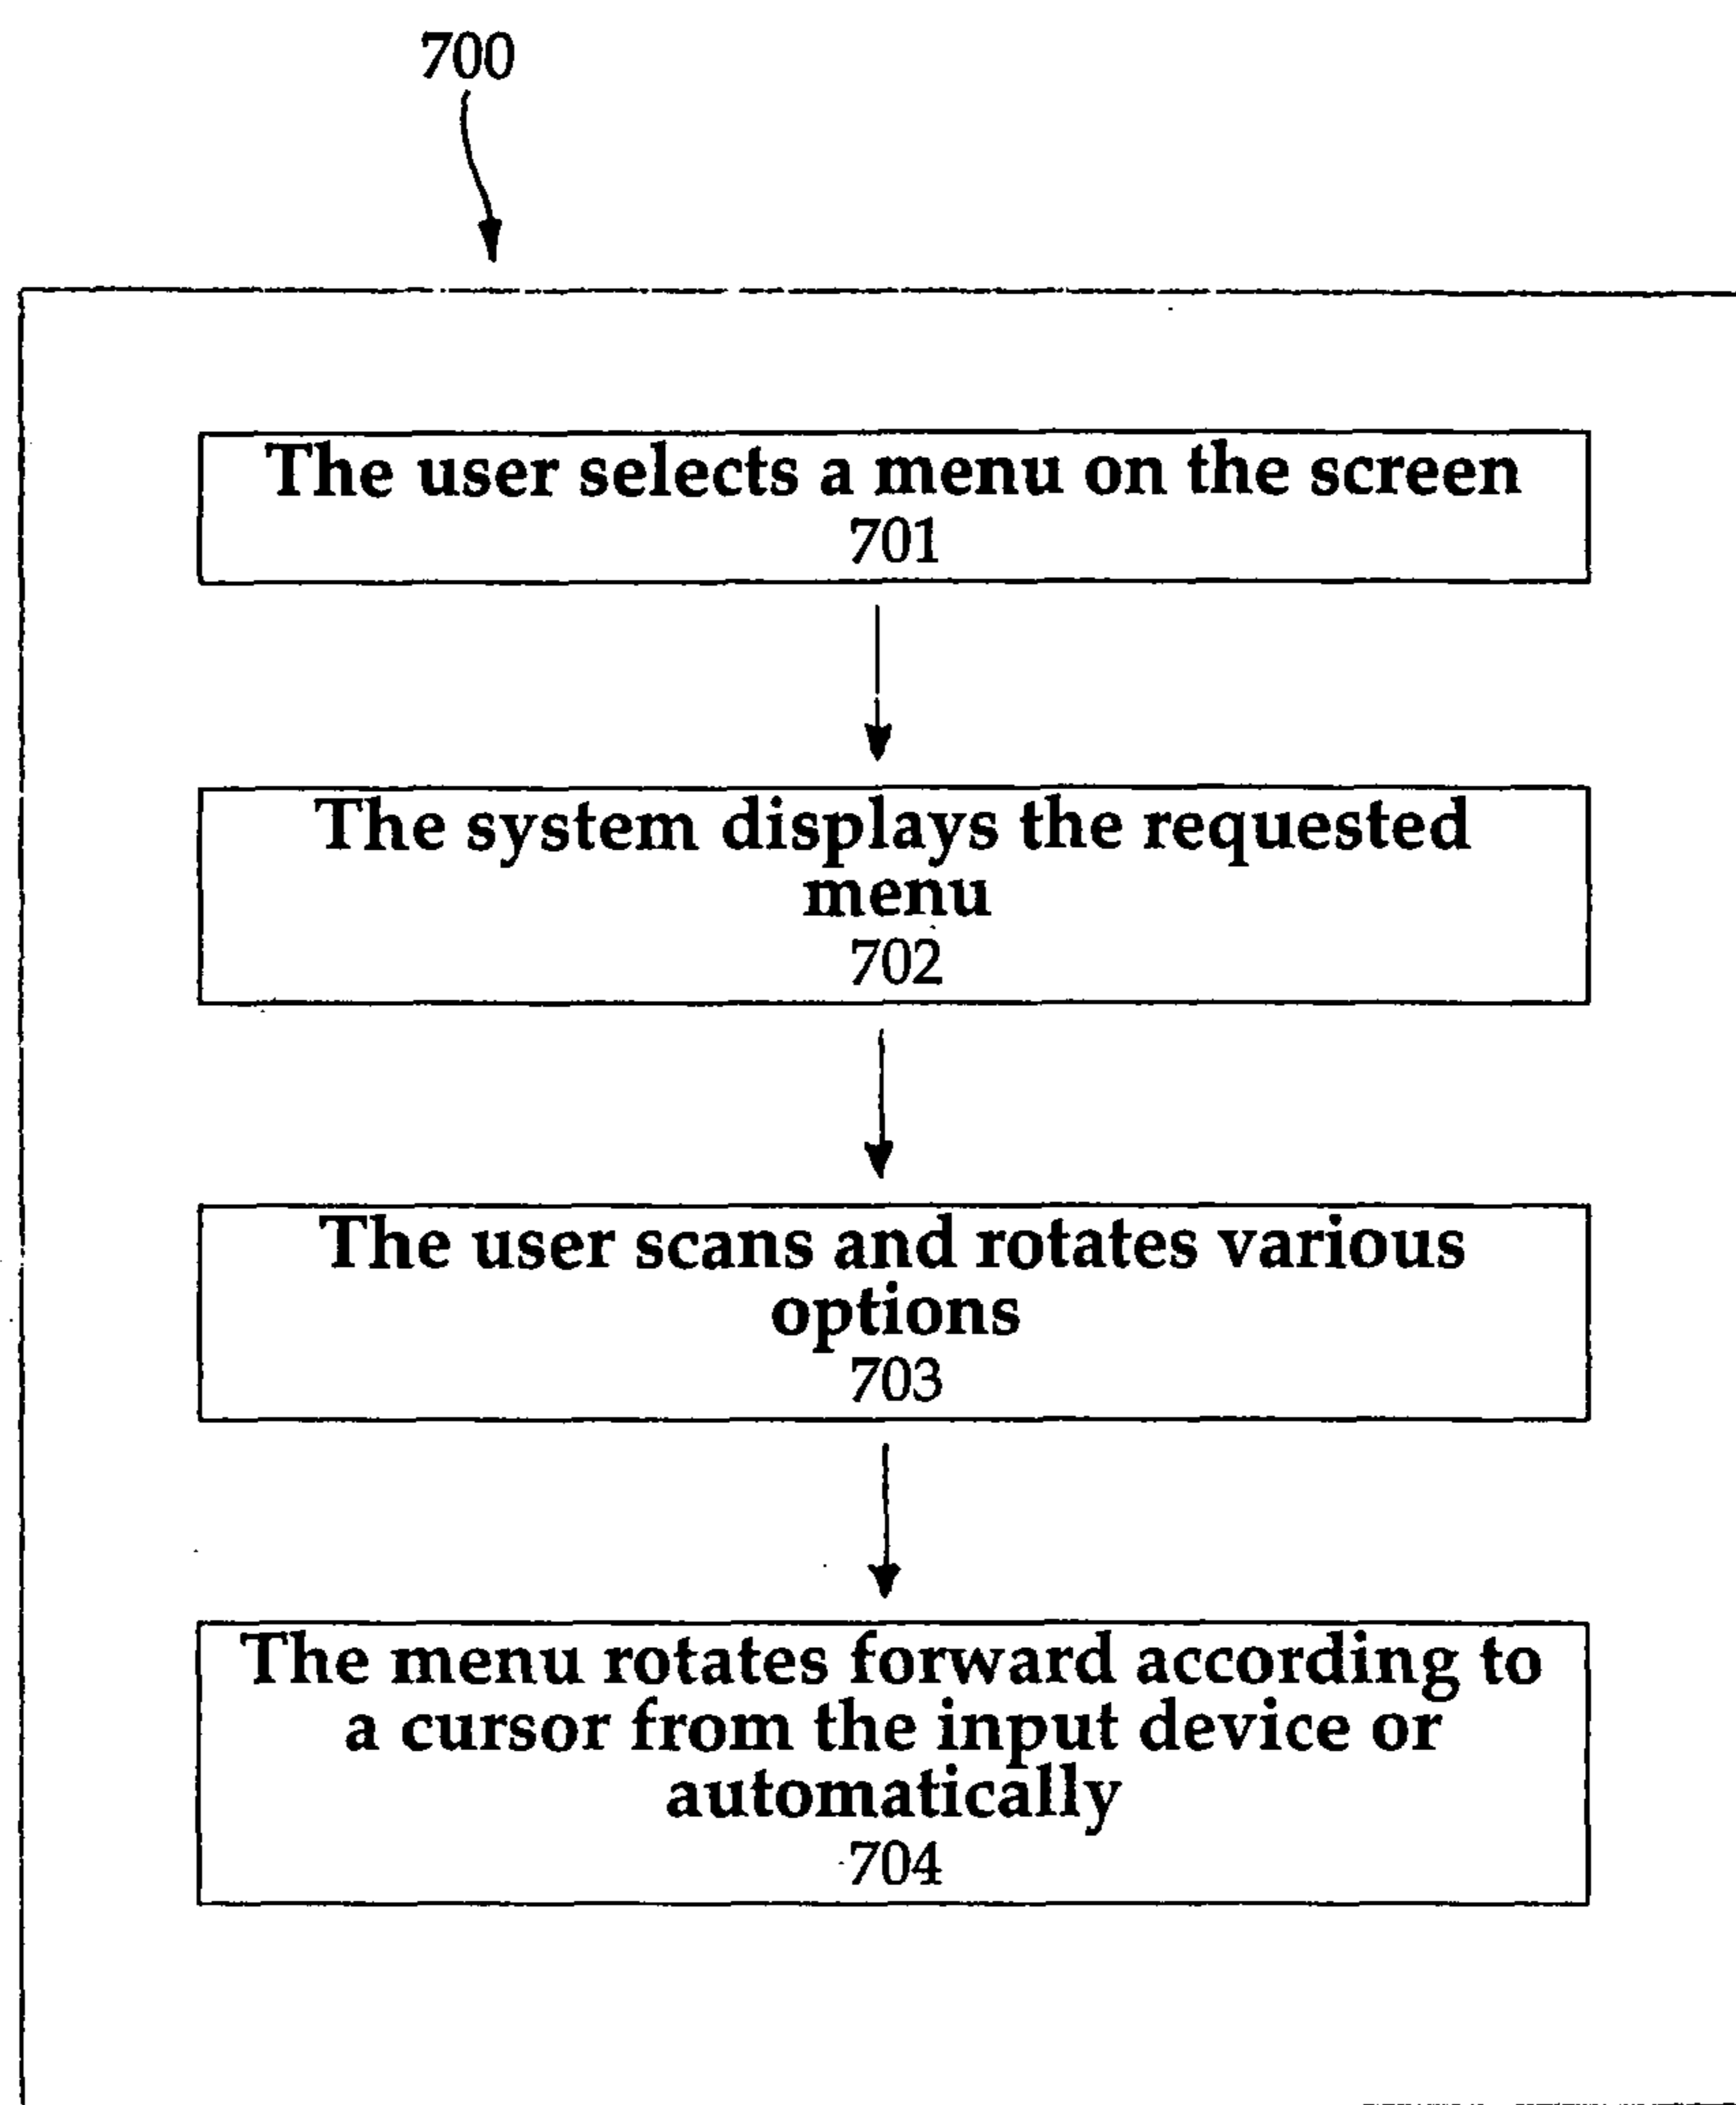 700
The user selects a menu on the screen
701
The system displays the requested
menu
702
The user scans and rotates various
options
703
The menu rotates forward according to
a cursor from the input device or
automatically
704